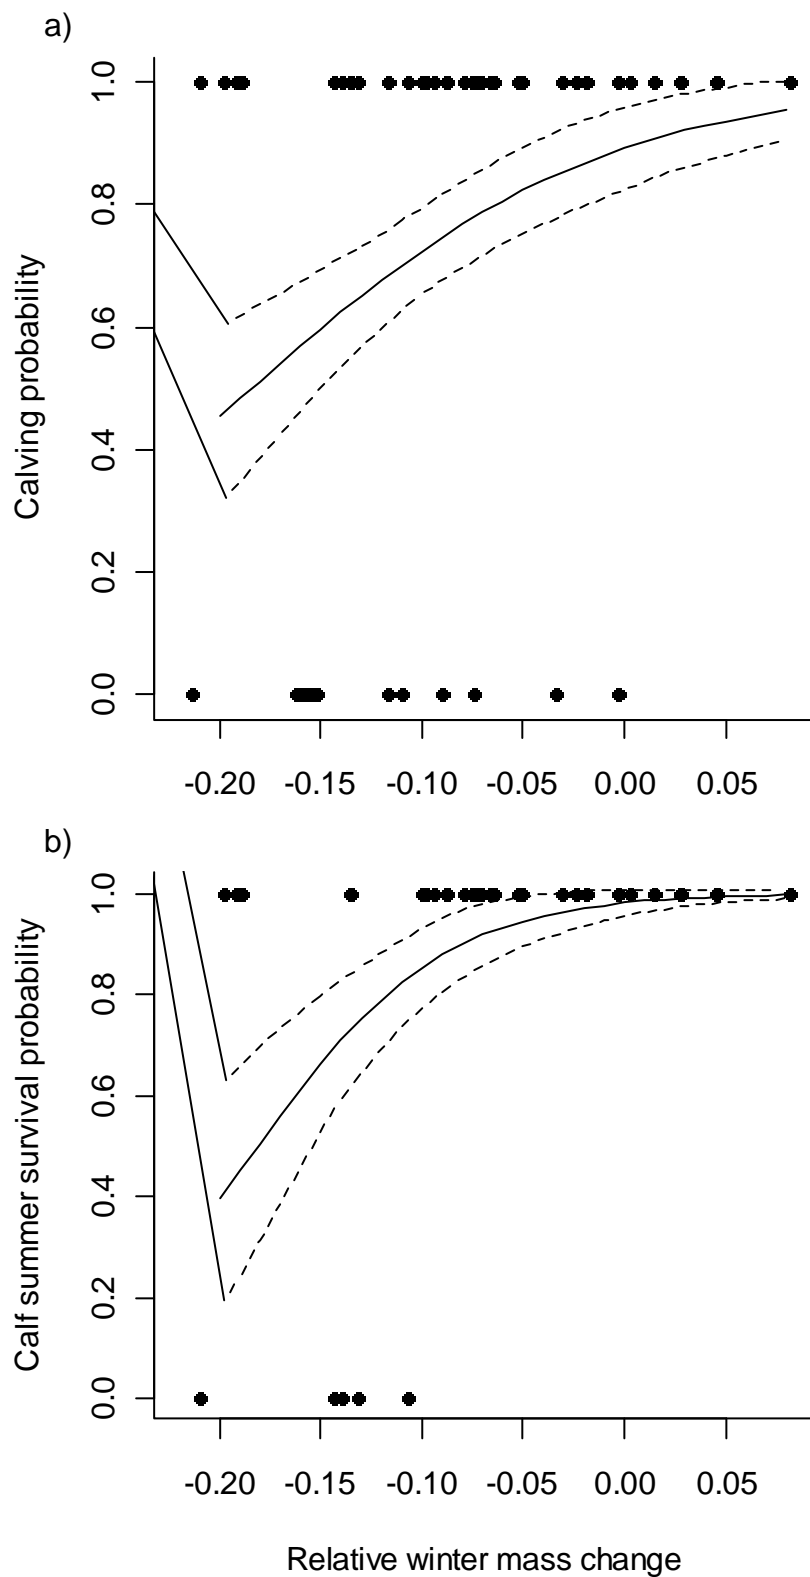 a)
Calving probability
1.0
0.8
0.6
0.4
0.2
0.0
-0.20 -0.15 -0.10 -0.05 0.00 0.05
b)
Calf summer survival probability
1.0
0.8
0.6
0.4
0.2
0.0
-0.20 -0.15 -0.10 -0.05 0.00 0.05
Relative winter mass change